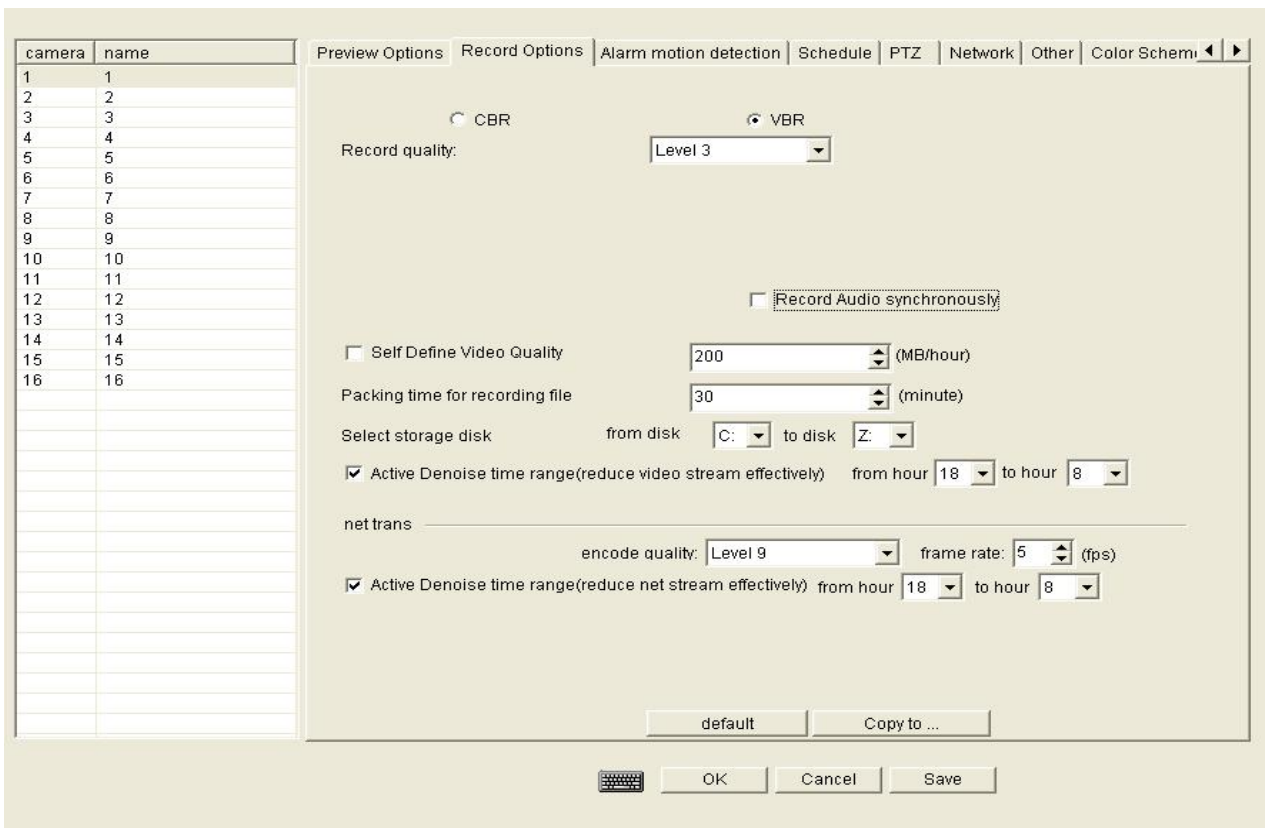 camera name
1 1
2 2
3 3
4 4
5 5
6 6
7 7
8 8
9 9
10 10
11 11
12 12
13 13
14 14
15 15
16 16
Preview Options Record Options Alarm motion detection Schedule PTZ Network Other Color Schem
CBR VBR
Record quality: Level 3
Record Audio synchronously
Self Define Video Quality 200 (MB/hour)
Packing time for recording file 30 (minute)
Select storage disk from disk C: to disk Z:
Active Denoise time range(reduce video stream effectively) from hour 18 to hour 8
net trans
encode quality: Level 9 frame rate: 5 (fps)
Active Denoise time range(reduce net stream effectively) from hour 18 to hour 8
default Copy to ...
OK Cancel Save